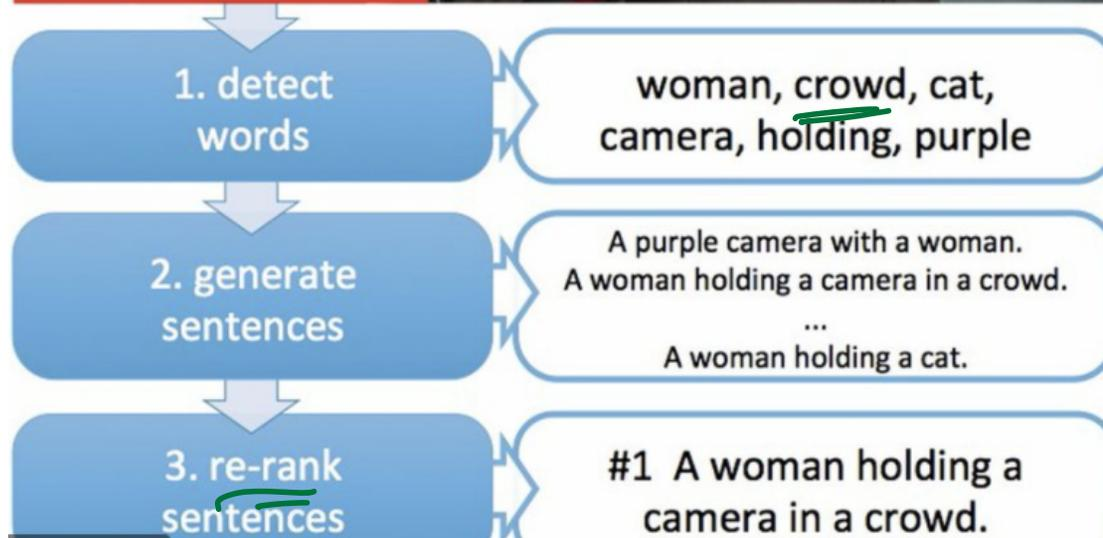 1. detect
words
woman, crowd, cat,
camera, holding, purple
2. generate
sentences
A purple camera with a woman.
A woman holding a camera in a crowd.
...
A woman holding a cat.
3. re-rank
sentences
#1 A woman holding a
camera in a crowd.